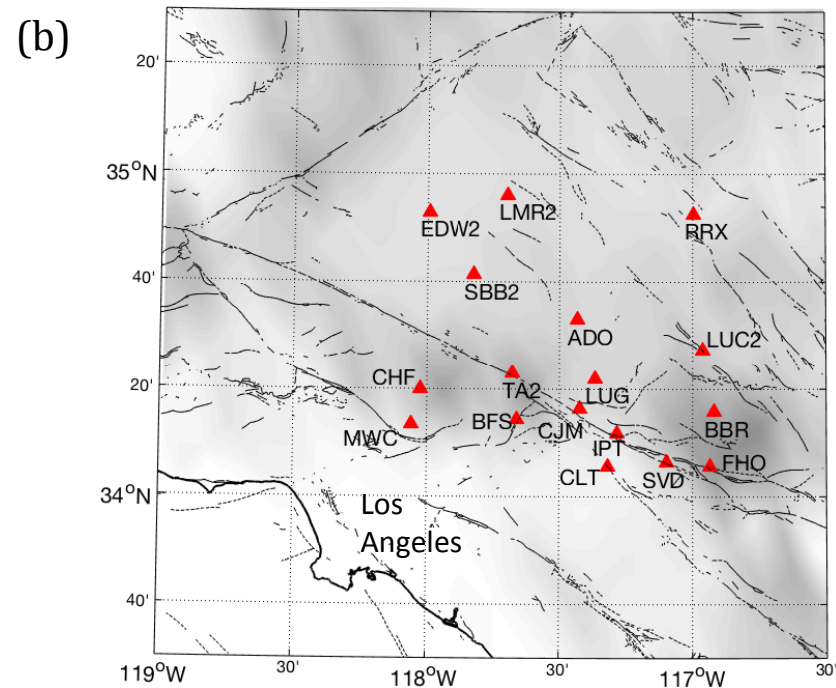 (b)
20'
35°N
LMR2
EDW2
RRX
40'
SBB2
ADO
LUC2
CHF
20'
TA2
LUG
BFS
CJM
BBR
MWC
IPT
FHO
CLT
SVD
34°N
Los
Angeles
40'
119°W
30'
118°W
30'
117°W
30'